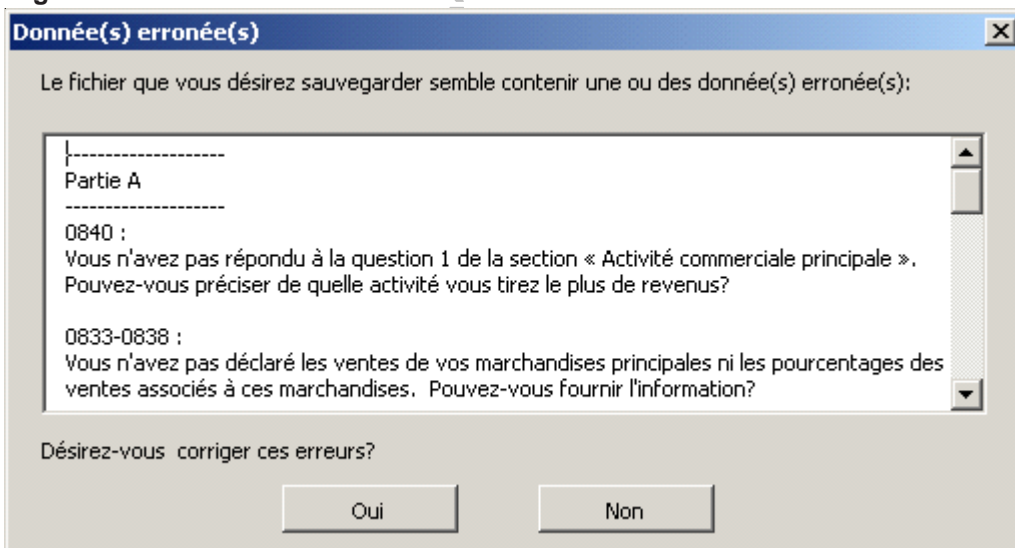 Donnée(s) erronée(s)
Le fichier que vous désirez sauvegarder semble contenir une ou des donnée(s) erronée(s):
--------------------
Partie A
--------------------
0840 :
Vous n'avez pas répondu à la question 1 de la section « Activité commerciale principale ».
Pouvez-vous préciser de quelle activité vous tirez le plus de revenus?
0833-0838 :
Vous n'avez pas déclaré les ventes de vos marchandises principales ni les pourcentages des
ventes associés à ces marchandises.  Pouvez-vous fournir l'information?
Désirez-vous  corriger ces erreurs?
Oui Non